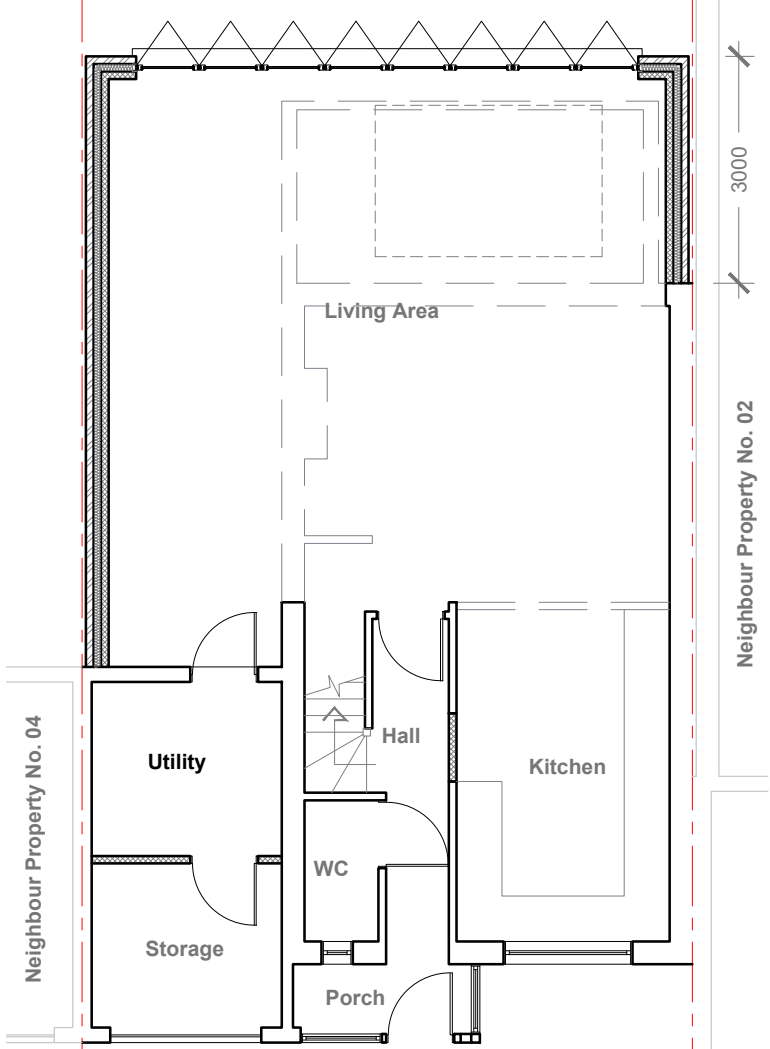 3000
Living Area
Neighbour Property No. 02
Hall
Utility
Kitchen
Neighbour Property No. 04
WC
Storage
Porch